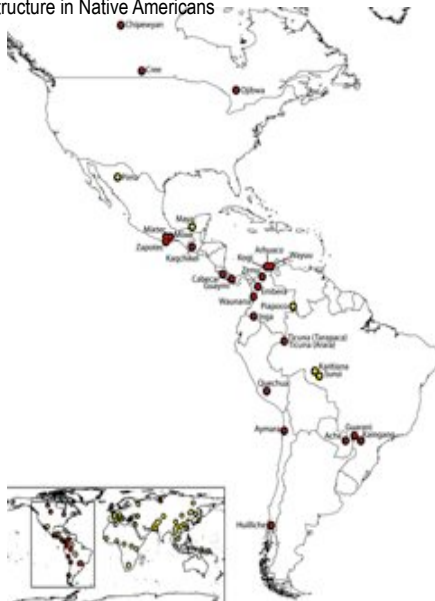 structure in Native Americans
Chipewyan
Cree
Ojibwa
Pima
Maya
Mixtec
Mixe
Zapotec
Kaqchikel
Arhuaco
Kogi
Wayuu
Zenu
Cabecar
Guaymi
Embera
Waunana
Piapoco
Inga
Ticuna (Tarapaca)
Ticuna (Arara)
Karitiana
Surui
Quechua
Aymara
Guarani
Ache
Kaingang
Huilliche